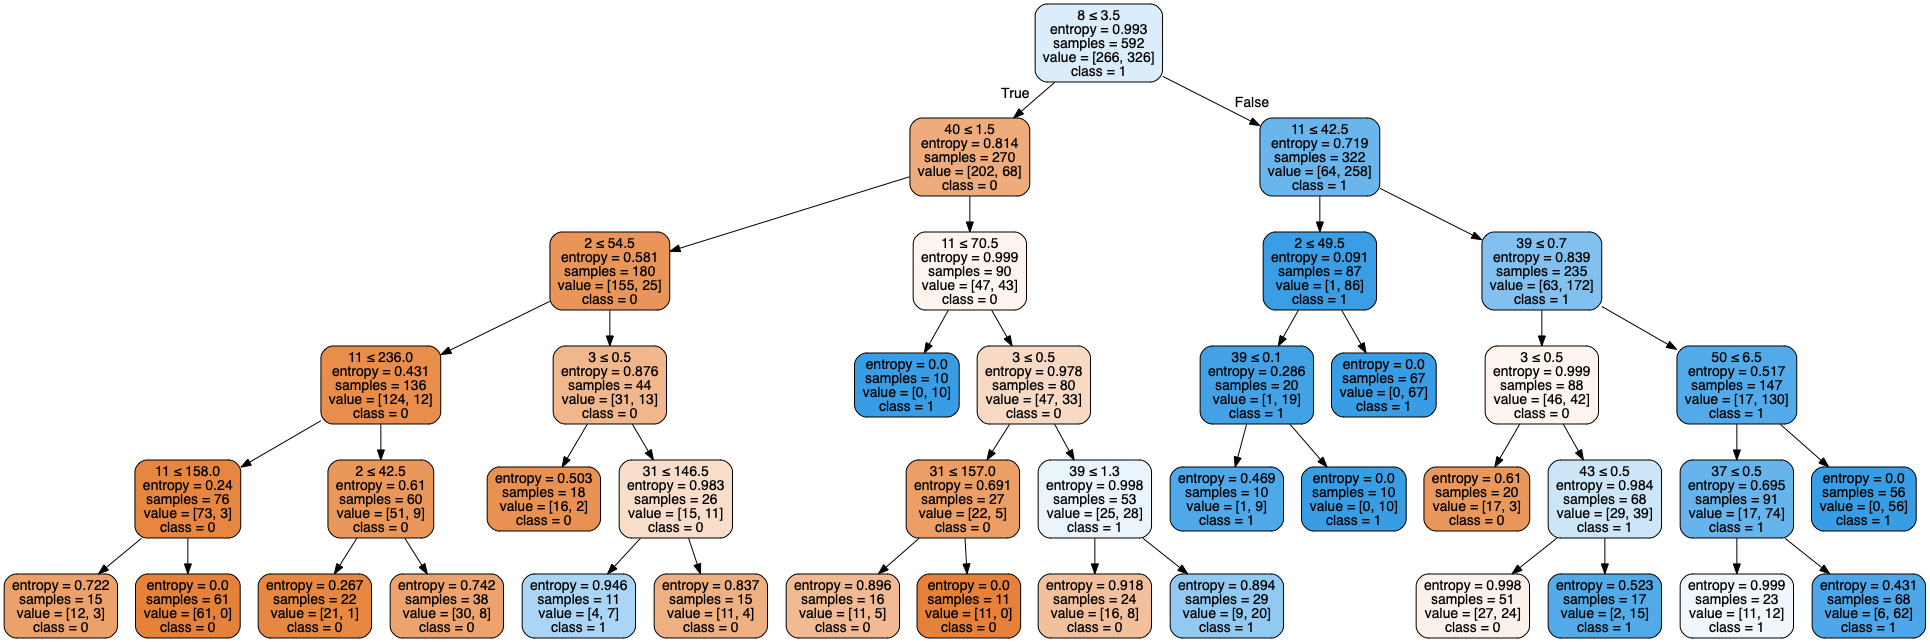 8 ≤ 3.5
entropy = 0.993
samples = 592
value = [266, 326]
class = 1
True
False
40 ≤ 1.5
entropy = 0.814
samples = 270
value = [202, 68]
class = 0
11 ≤ 42.5
entropy = 0.719
samples = 322
value = [64, 258]
class = 1
2 ≤ 54.5
entropy = 0.581
samples = 180
value = [155, 25]
class = 0
11 ≤ 70.5
entropy = 0.999
samples = 90
value = [47, 43]
class = 0
2 ≤ 49.5
entropy = 0.091
samples = 87
value = [1, 86]
class = 1
39 ≤ 0.7
entropy = 0.839
samples = 235
value = [63, 172]
class = 1
11 ≤ 236.0
entropy = 0.431
samples = 136
value = [124, 12]
class = 0
3 ≤ 0.5
entropy = 0.876
samples = 44
value = [31, 13]
class = 0
entropy = 0.0
samples = 10
value = [0, 10]
class = 1
3 ≤ 0.5
entropy = 0.978
samples = 80
value = [47, 33]
class = 0
39 ≤ 0.1
entropy = 0.286
samples = 20
value = [1, 19]
class = 1
entropy = 0.0
samples = 67
value = [0, 67]
class = 1
3 ≤ 0.5
entropy = 0.999
samples = 88
value = [46, 42]
class = 0
50 ≤ 6.5
entropy = 0.517
samples = 147
value = [17, 130]
class = 1
11 ≤ 158.0
entropy = 0.24
samples = 76
value = [73, 3]
class = 0
2 ≤ 42.5
entropy = 0.61
samples = 60
value = [51, 9]
class = 0
entropy = 0.503
samples = 18
value = [16, 2]
class = 0
31 ≤ 146.5
entropy = 0.983
samples = 26
value = [15, 11]
class = 0
31 ≤ 157.0
entropy = 0.691
samples = 27
value = [22, 5]
class = 0
39 ≤ 1.3
entropy = 0.998
samples = 53
value = [25, 28]
class = 1
entropy = 0.469
samples = 10
value = [1, 9]
class = 1
entropy = 0.0
samples = 10
value = [0, 10]
class = 1
entropy = 0.61
samples = 20
value = [17, 3]
class = 0
43 ≤ 0.5
entropy = 0.984
samples = 68
value = [29, 39]
class = 1
37 ≤ 0.5
entropy = 0.695
samples = 91
value = [17, 74]
class = 1
entropy = 0.0
samples = 56
value = [0, 56]
class = 1
entropy = 0.722
samples = 15
value = [12, 3]
class = 0
entropy = 0.0
samples = 61
value = [61, 0]
class = 0
entropy = 0.267
samples = 22
value = [21, 1]
class = 0
entropy = 0.742
samples = 38
value = [30, 8]
class = 0
entropy = 0.946
samples = 11
value = [4, 7]
class = 1
entropy = 0.837
samples = 15
value = [11, 4]
class = 0
entropy = 0.896
samples = 16
value = [11, 5]
class = 0
entropy = 0.0
samples = 11
value = [11, 0]
class = 0
entropy = 0.918
samples = 24
value = [16, 8]
class = 0
entropy = 0.894
samples = 29
value = [9, 20]
class = 1
entropy = 0.998
samples = 51
value = [27, 24]
class = 0
entropy = 0.523
samples = 17
value = [2, 15]
class = 1
entropy = 0.999
samples = 23
value = [11, 12]
class = 1
entropy = 0.431
samples = 68
value = [6, 62]
class = 1